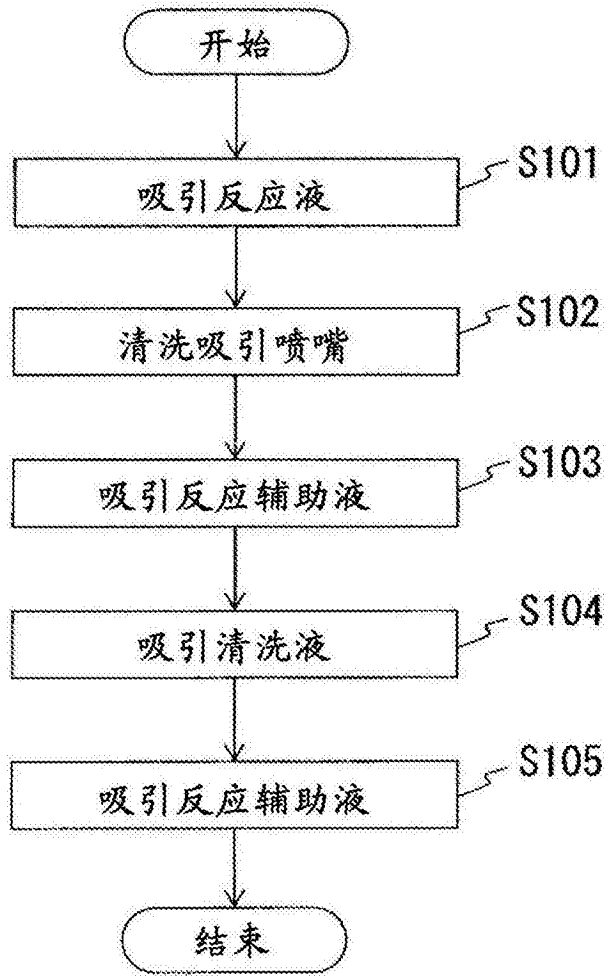 开始
S101
吸引反应液
S102
清洗吸引喷嘴
S103
吸引反应辅助液
S104
吸引清洗液
S105
吸引反应辅助液
结束